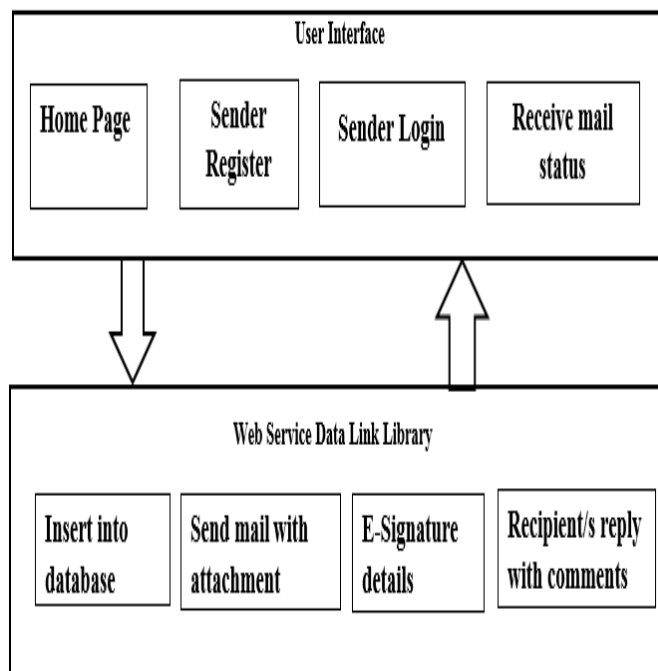 User Interface
Home Page
Sender
Register
Sender Login
Receive mail
status
Web Service Data Link Library
Insert into
database
Send mail with
attachment
E-Signature
details
Recipient/s reply
with comments